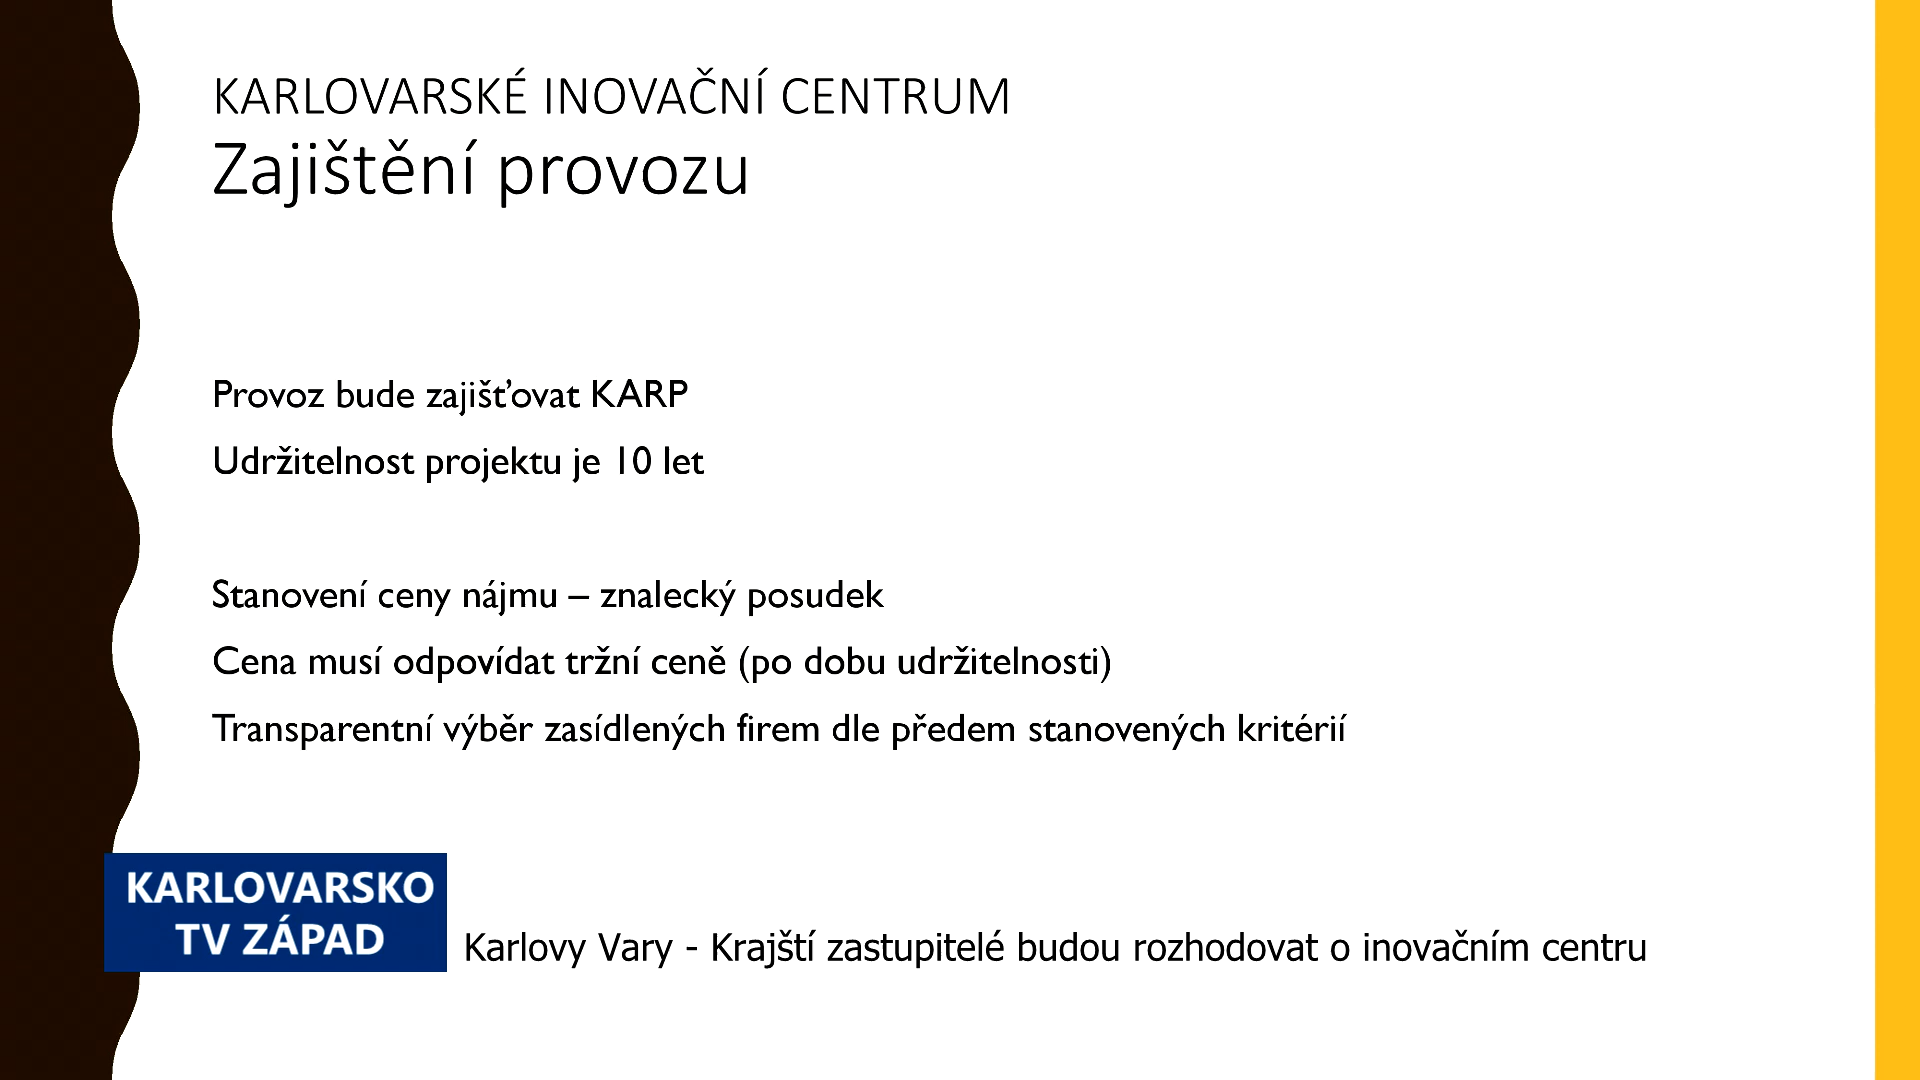 KARLOVARSKÉ INOVAČNÍ CENTRUM
Zajištění provozu
Provoz bude zajišťovat KARP
Udržitelnost projektu je 10 let
Stanovení ceny nájmu – znalecký posudek
Cena musí odpovídat tržní ceně (po dobu udržitelnosti)
Transparentní výběr zasídlených firem dle předem stanovených kritérií
KARLOVARSKO
TV ZÁPAD
Karlovy Vary - Krajští zastupitelé budou rozhodovat o inovačním centru